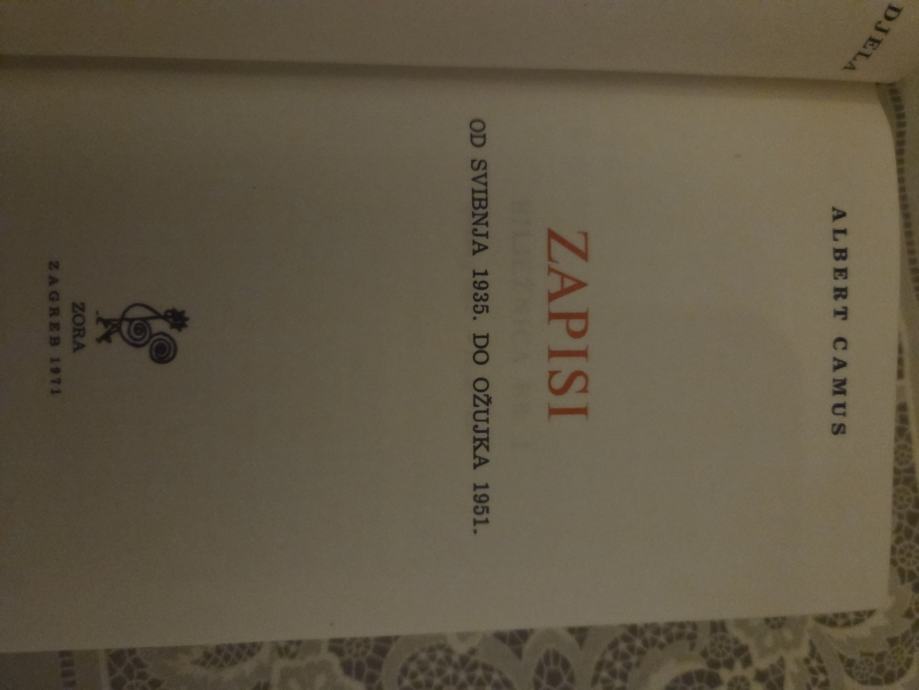 DJELA
ALBERT CAMUS
ZAPISI
OD SVIBNJA 1935. DO OŽUJKA 1951.
ZORA
ZAGREB 1971